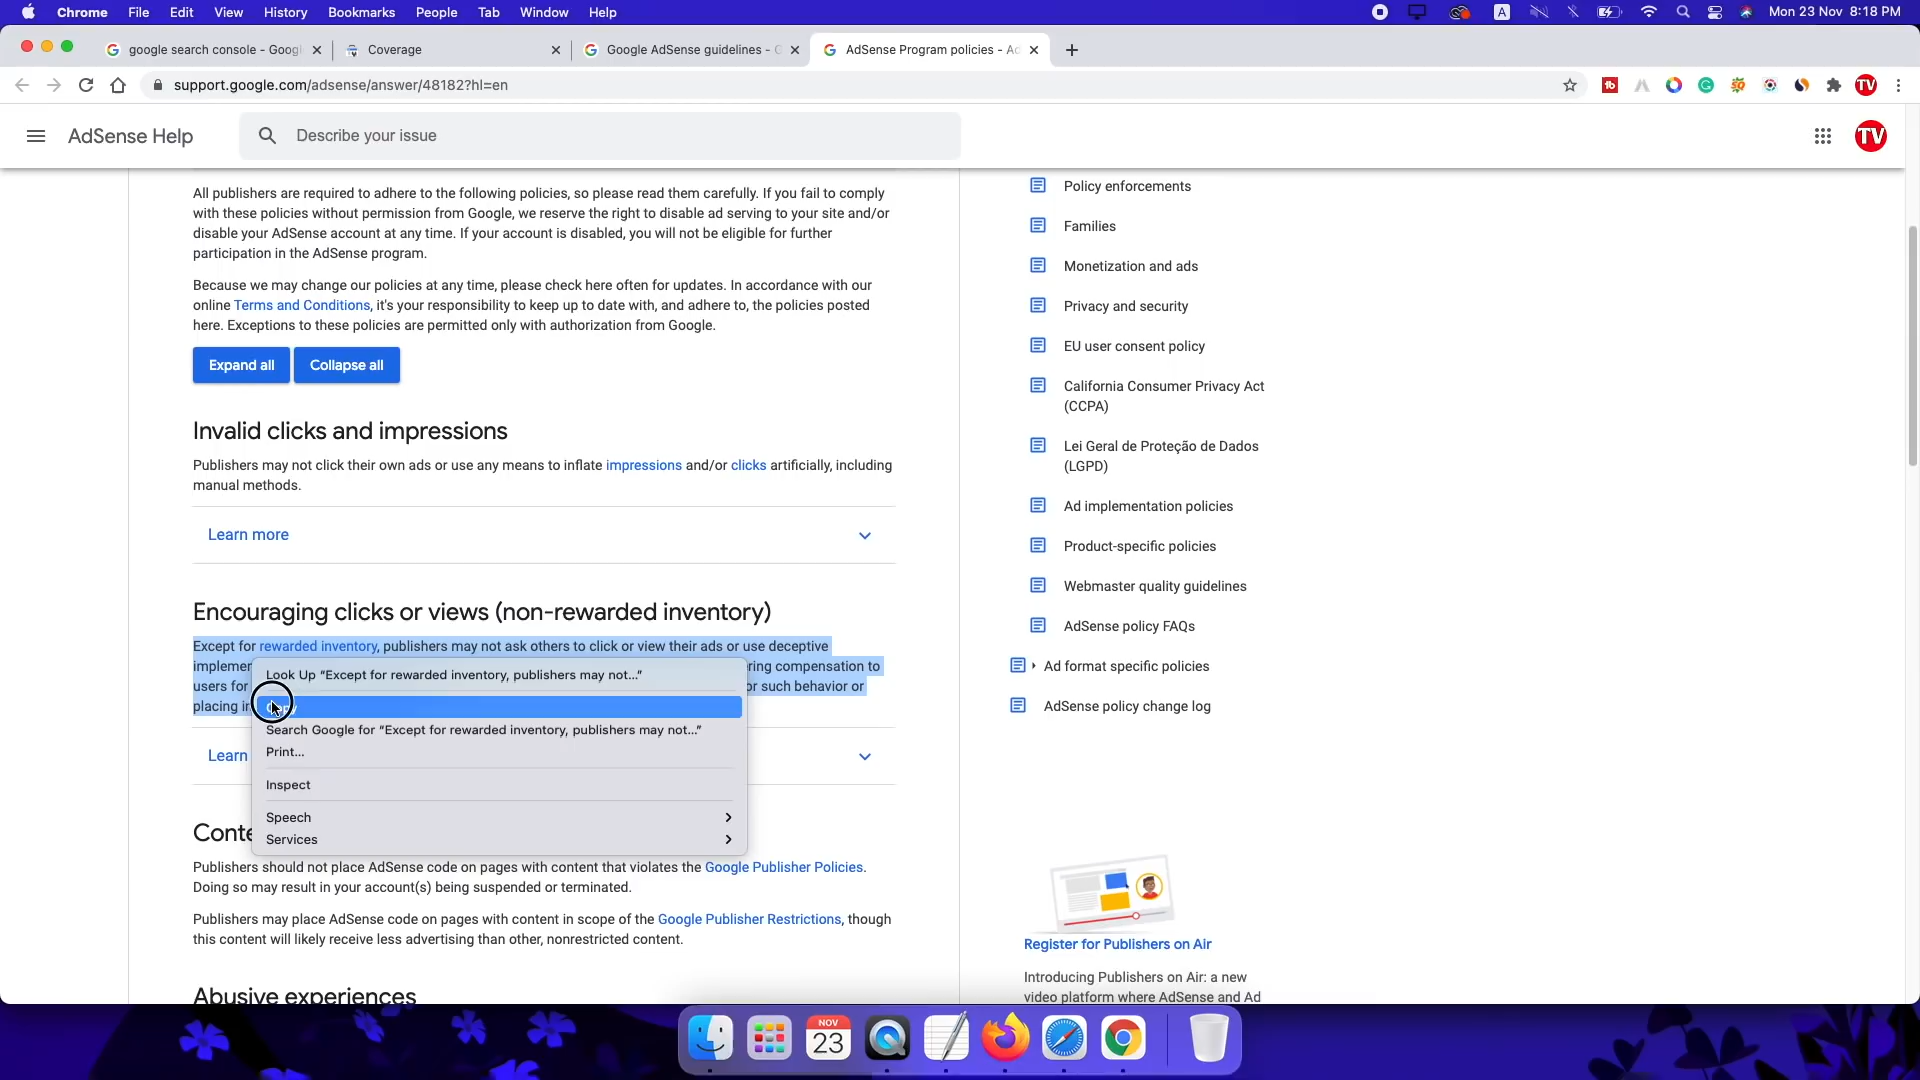 Chrome File Edit View History Bookmarks People Tab Window Help
A
Mon 23 Nov 8:18 PM
google search console - Googl
Coverage
Google AdSense guidelines - G
AdSense Program policies - Ad
support.google.com/adsense/answer/48182?hl=en
TV
AdSense Help
Describe your issue
TV
All publishers are required to adhere to the following policies, so please read them carefully. If you fail to comply
with these policies without permission from Google, we reserve the right to disable ad serving to your site and/or
disable your AdSense account at any time. If your account is disabled, you will not be eligible for further
participation in the AdSense program.
Because we may change our policies at any time, please check here often for updates. In accordance with our
online Terms and Conditions, it's your responsibility to keep up to date with, and adhere to, the policies posted
here. Exceptions to these policies are permitted only with authorization from Google.
Expand all
Collapse all
Invalid clicks and impressions
Publishers may not click their own ads or use any means to inflate impressions and/or clicks artificially, including
manual methods.
Learn more
Encouraging clicks or views (non-rewarded inventory)
Except for rewarded inventory, publishers may not ask others to click or view their ads or use deceptive
implemen ring compensation to
users for or such behavior or
placing in
Look Up “Except for rewarded inventory, publishers may not...”
Copy
Search Google for “Except for rewarded inventory, publishers may not...”
Print...
Inspect
Speech
Services
Learn
Conte
Publishers should not place AdSense code on pages with content that violates the Google Publisher Policies.
Doing so may result in your account(s) being suspended or terminated.
Publishers may place AdSense code on pages with content in scope of the Google Publisher Restrictions, though
this content will likely receive less advertising than other, nonrestricted content.
Abusive experiences
Policy enforcements
Families
Monetization and ads
Privacy and security
EU user consent policy
California Consumer Privacy Act
(CCPA)
Lei Geral de Proteção de Dados
(LGPD)
Ad implementation policies
Product-specific policies
Webmaster quality guidelines
AdSense policy FAQs
Ad format specific policies
AdSense policy change log
Register for Publishers on Air
Introducing Publishers on Air: a new
video platform where AdSense and Ad
NOV
23